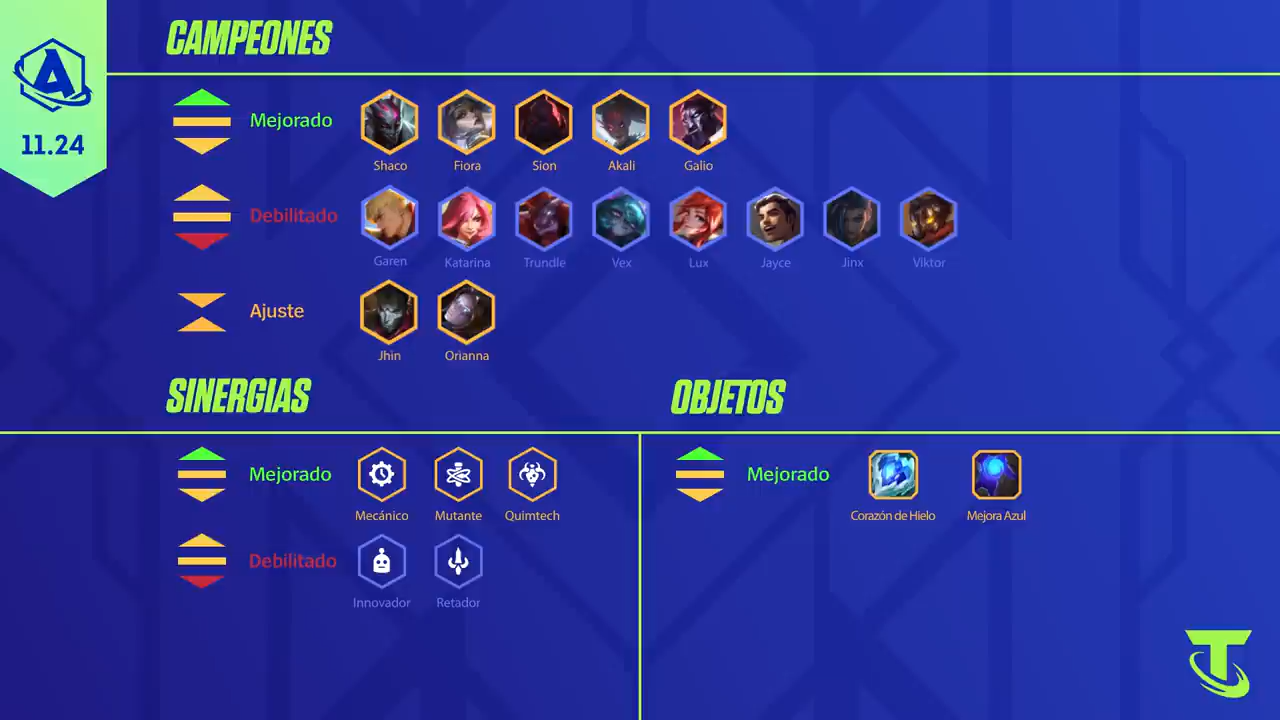 CAMPEONES
A
11.24
Mejorado
Shaco Fiora Sion Akali Galio
Debilitado
Garen Katarina Trundle Vex Lux Jayce Jinx Viktor
Ajuste
Jhin Orianna
SINERGIAS
Mejorado
Mecánico Mutante Quimtech
Debilitado
Innovador Retador
OBJETOS
Mejorado
Corazón de Hielo Mejora Azul
T